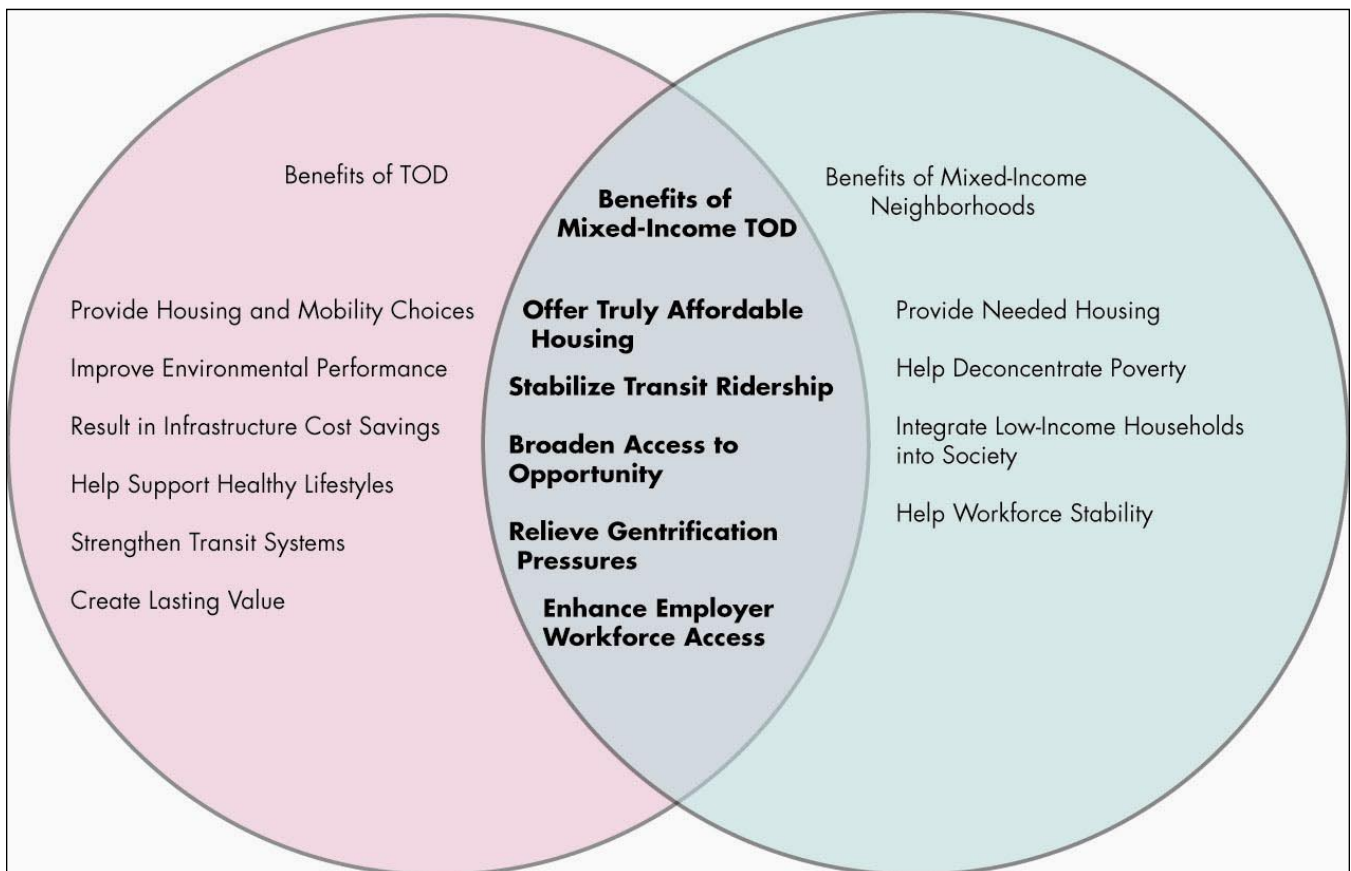 Benefits of TOD
Provide Housing and Mobility Choices
Improve Environmental Performance
Result in Infrastructure Cost Savings
Help Support Healthy Lifestyles
Strengthen Transit Systems
Create Lasting Value
Benefits of
Mixed-Income TOD
Offer Truly Affordable
Housing
Stabilize Transit Ridership
Broaden Access to
Opportunity
Relieve Gentrification
Pressures
Enhance Employer
Workforce Access
Benefits of Mixed-Income
Neighborhoods
Provide Needed Housing
Help Deconcentrate Poverty
Integrate Low-Income Households
into Society
Help Workforce Stability